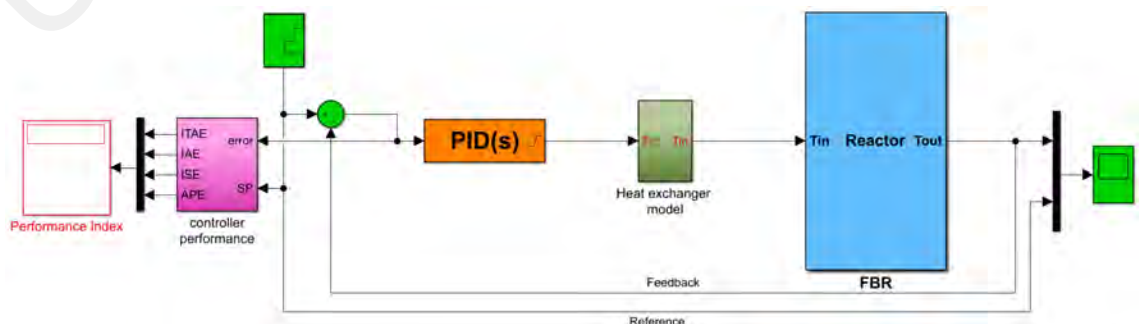 ITAE
IAE
ISE
APE
error
SP
Performance Index
controller
performance
PID(s)
Tin
Heat exchanger
model
Tin Reactor Tout
FBR
Feedback
Reference